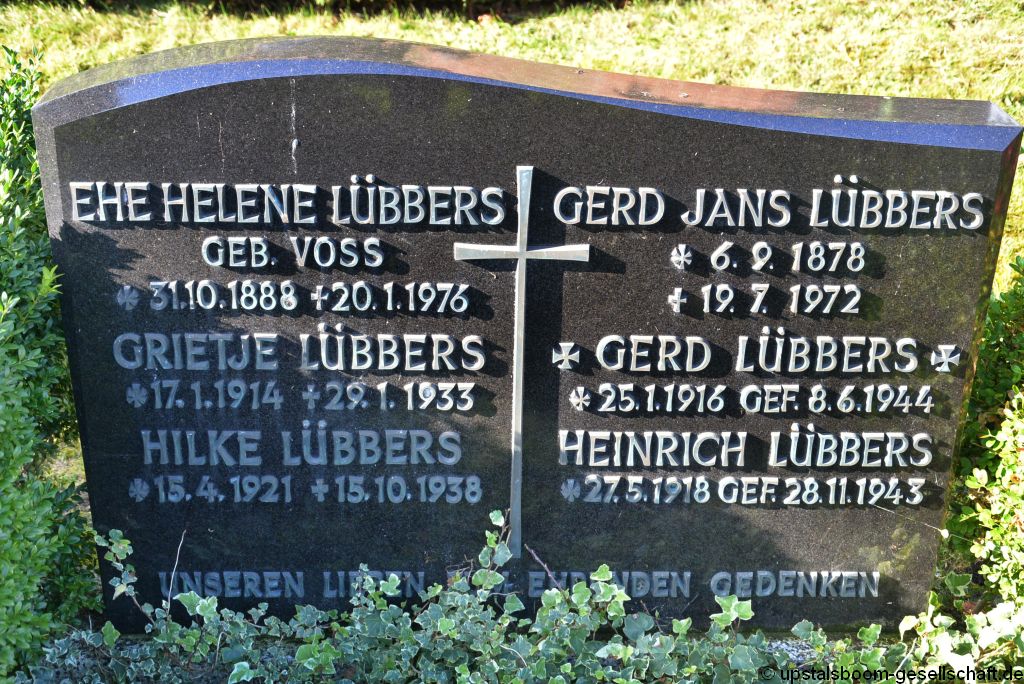 EHE HELENE LÜBBERS
GEB. VOSS
* 31.10.1888 +20.1.1976
GRIETJE LÜBBERS
*17.1.1914 +29.1.1933
HILKE LÜBBERS
*15.4.1921 +15.10.1938
GERD JANS LÜBBERS
* 6.9.1878
+ 19.7.1972
GERD LÜBBERS
*25.1.1916 GEF. 8.6.1944
HEINRICH LÜBBERS
*27.5.1918 GEF. 28.11.1943
UNSEREN LIEBEN EHRENDEN GEDENKEN
© upstalsboom-gesellschaft.de